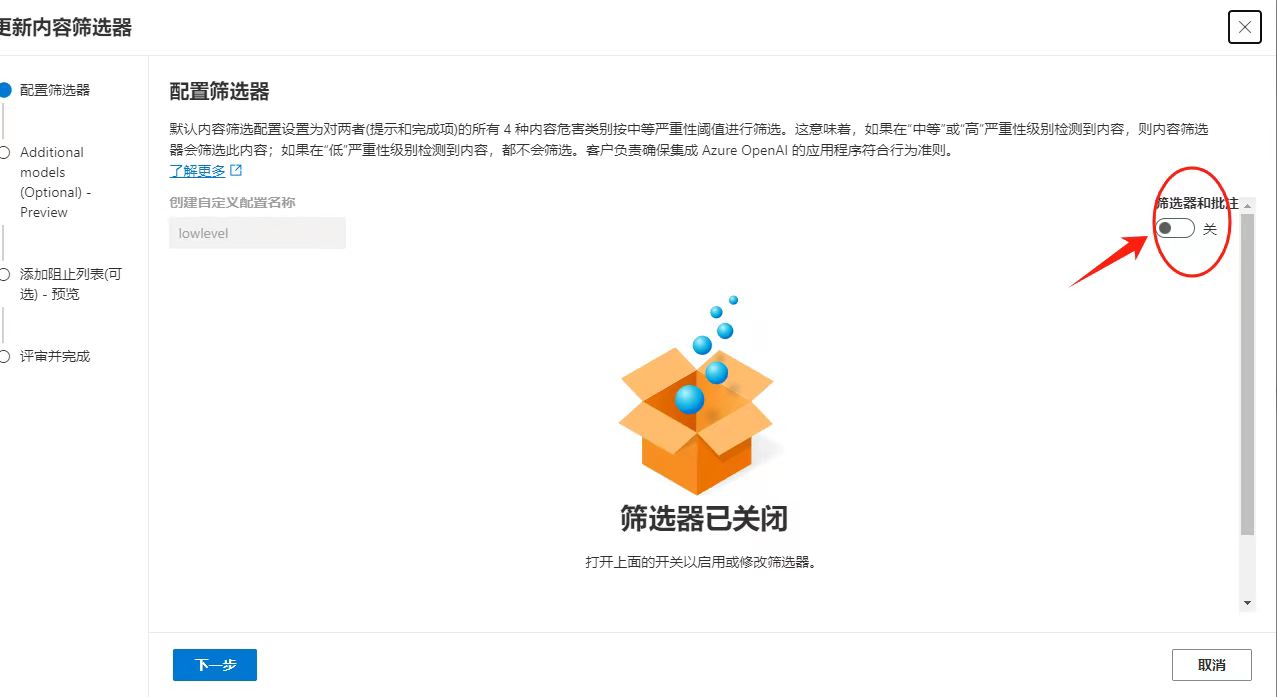 更新内容筛选器
配置筛选器
Additional
models
(Optional) -
Preview
添加阻止列表(可
选) - 预览
评审并完成
配置筛选器
默认内容筛选配置设置为对两者(提示和完成项)的所有 4 种内容危害类别按中等严重性阈值进行筛选。这意味着，如果在“中等”或“高”严重性级别检测到内容，则内容筛选
器会筛选此内容；如果在“低”严重性级别检测到内容，都不会筛选。客户负责确保集成 Azure OpenAI 的应用程序符合行为准则。
了解更多
创建自定义配置名称
lowlevel
筛选器和批注
关
筛选器已关闭
打开上面的开关以启用或修改筛选器。
下一步
取消